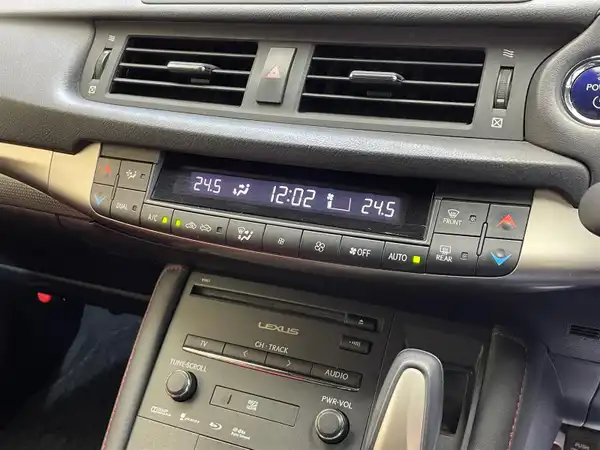 POW
24.5 12:02 24.5
DUAL
A/C
OFF
AUTO
FRONT
REAR
LEXUS
TV
CH · TRACK
AUDIO
TUNE·SCROLL
PWR·VOL
PUSH